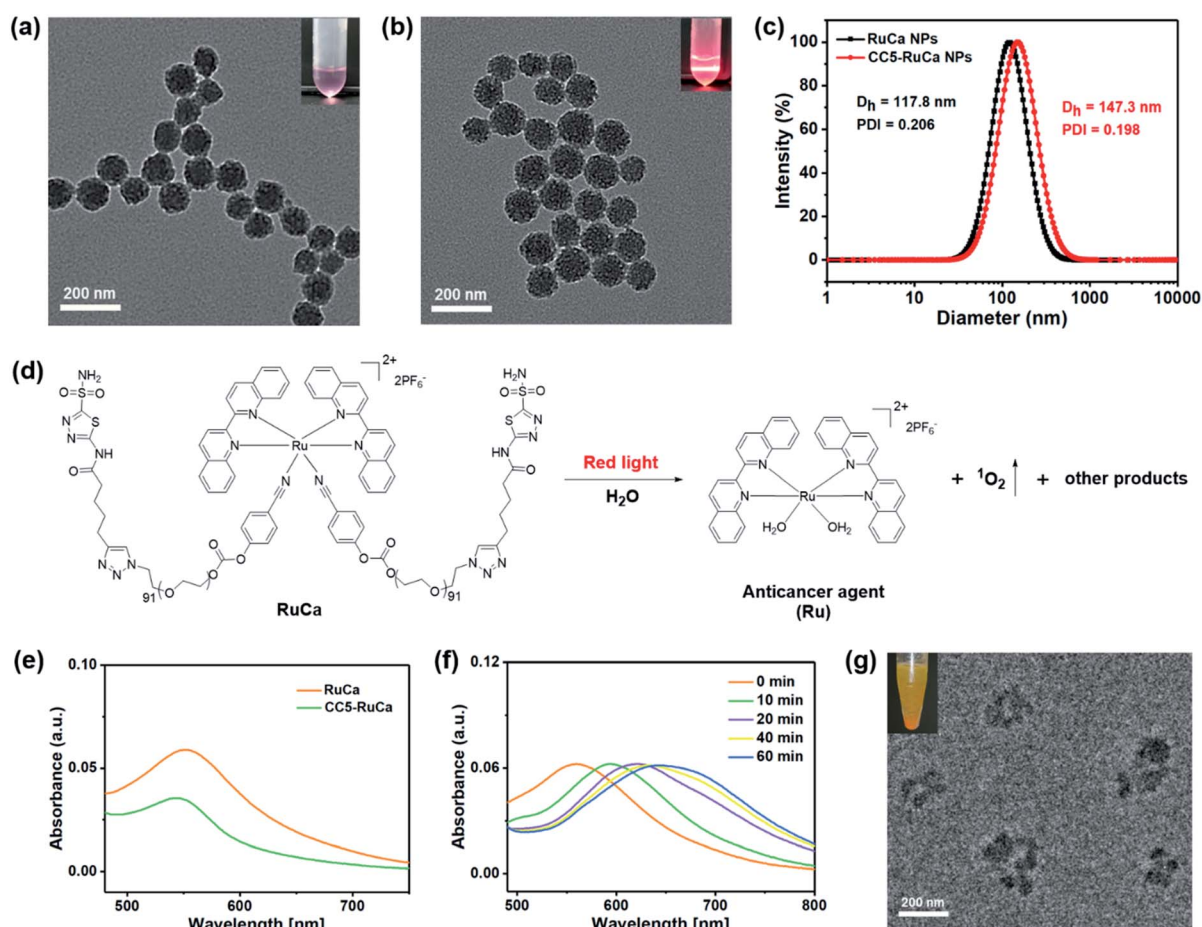 (a)
200 nm
(b)
200 nm
(c)
RuCa NPs
CC5-RuCa NPs
Dh = 117.8 nm
PDI = 0.206
Dh = 147.3 nm
PDI = 0.198
Intensity (%)
100
80
60
40
20
0
1 10 100 1000 10000
Diameter (nm)
(d)
NH2
O=S=O
S
N-N
NH
O
N
N=N
O
91
O
O
O
2+
2PF6-
N
N
N
N
Ru
N
N
O
O
O
91
H2N
O=S=O
S
N
N
HN
O
N
N=N
RuCa
Red light
H2O
2+
2PF6-
N
N
N
N
Ru
H2O
OH2
Anticancer agent
(Ru)
+ 1O2 + other products
(e)
RuCa
CC5-RuCa
Absorbance (a.u.)
0.10
0.05
0.00
500 600 700
Wavelength [nm]
(f)
0 min
10 min
20 min
40 min
60 min
Absorbance (a.u.)
0.12
0.06
0.00
500 600 700 800
Wavelength [nm]
(g)
200 nm